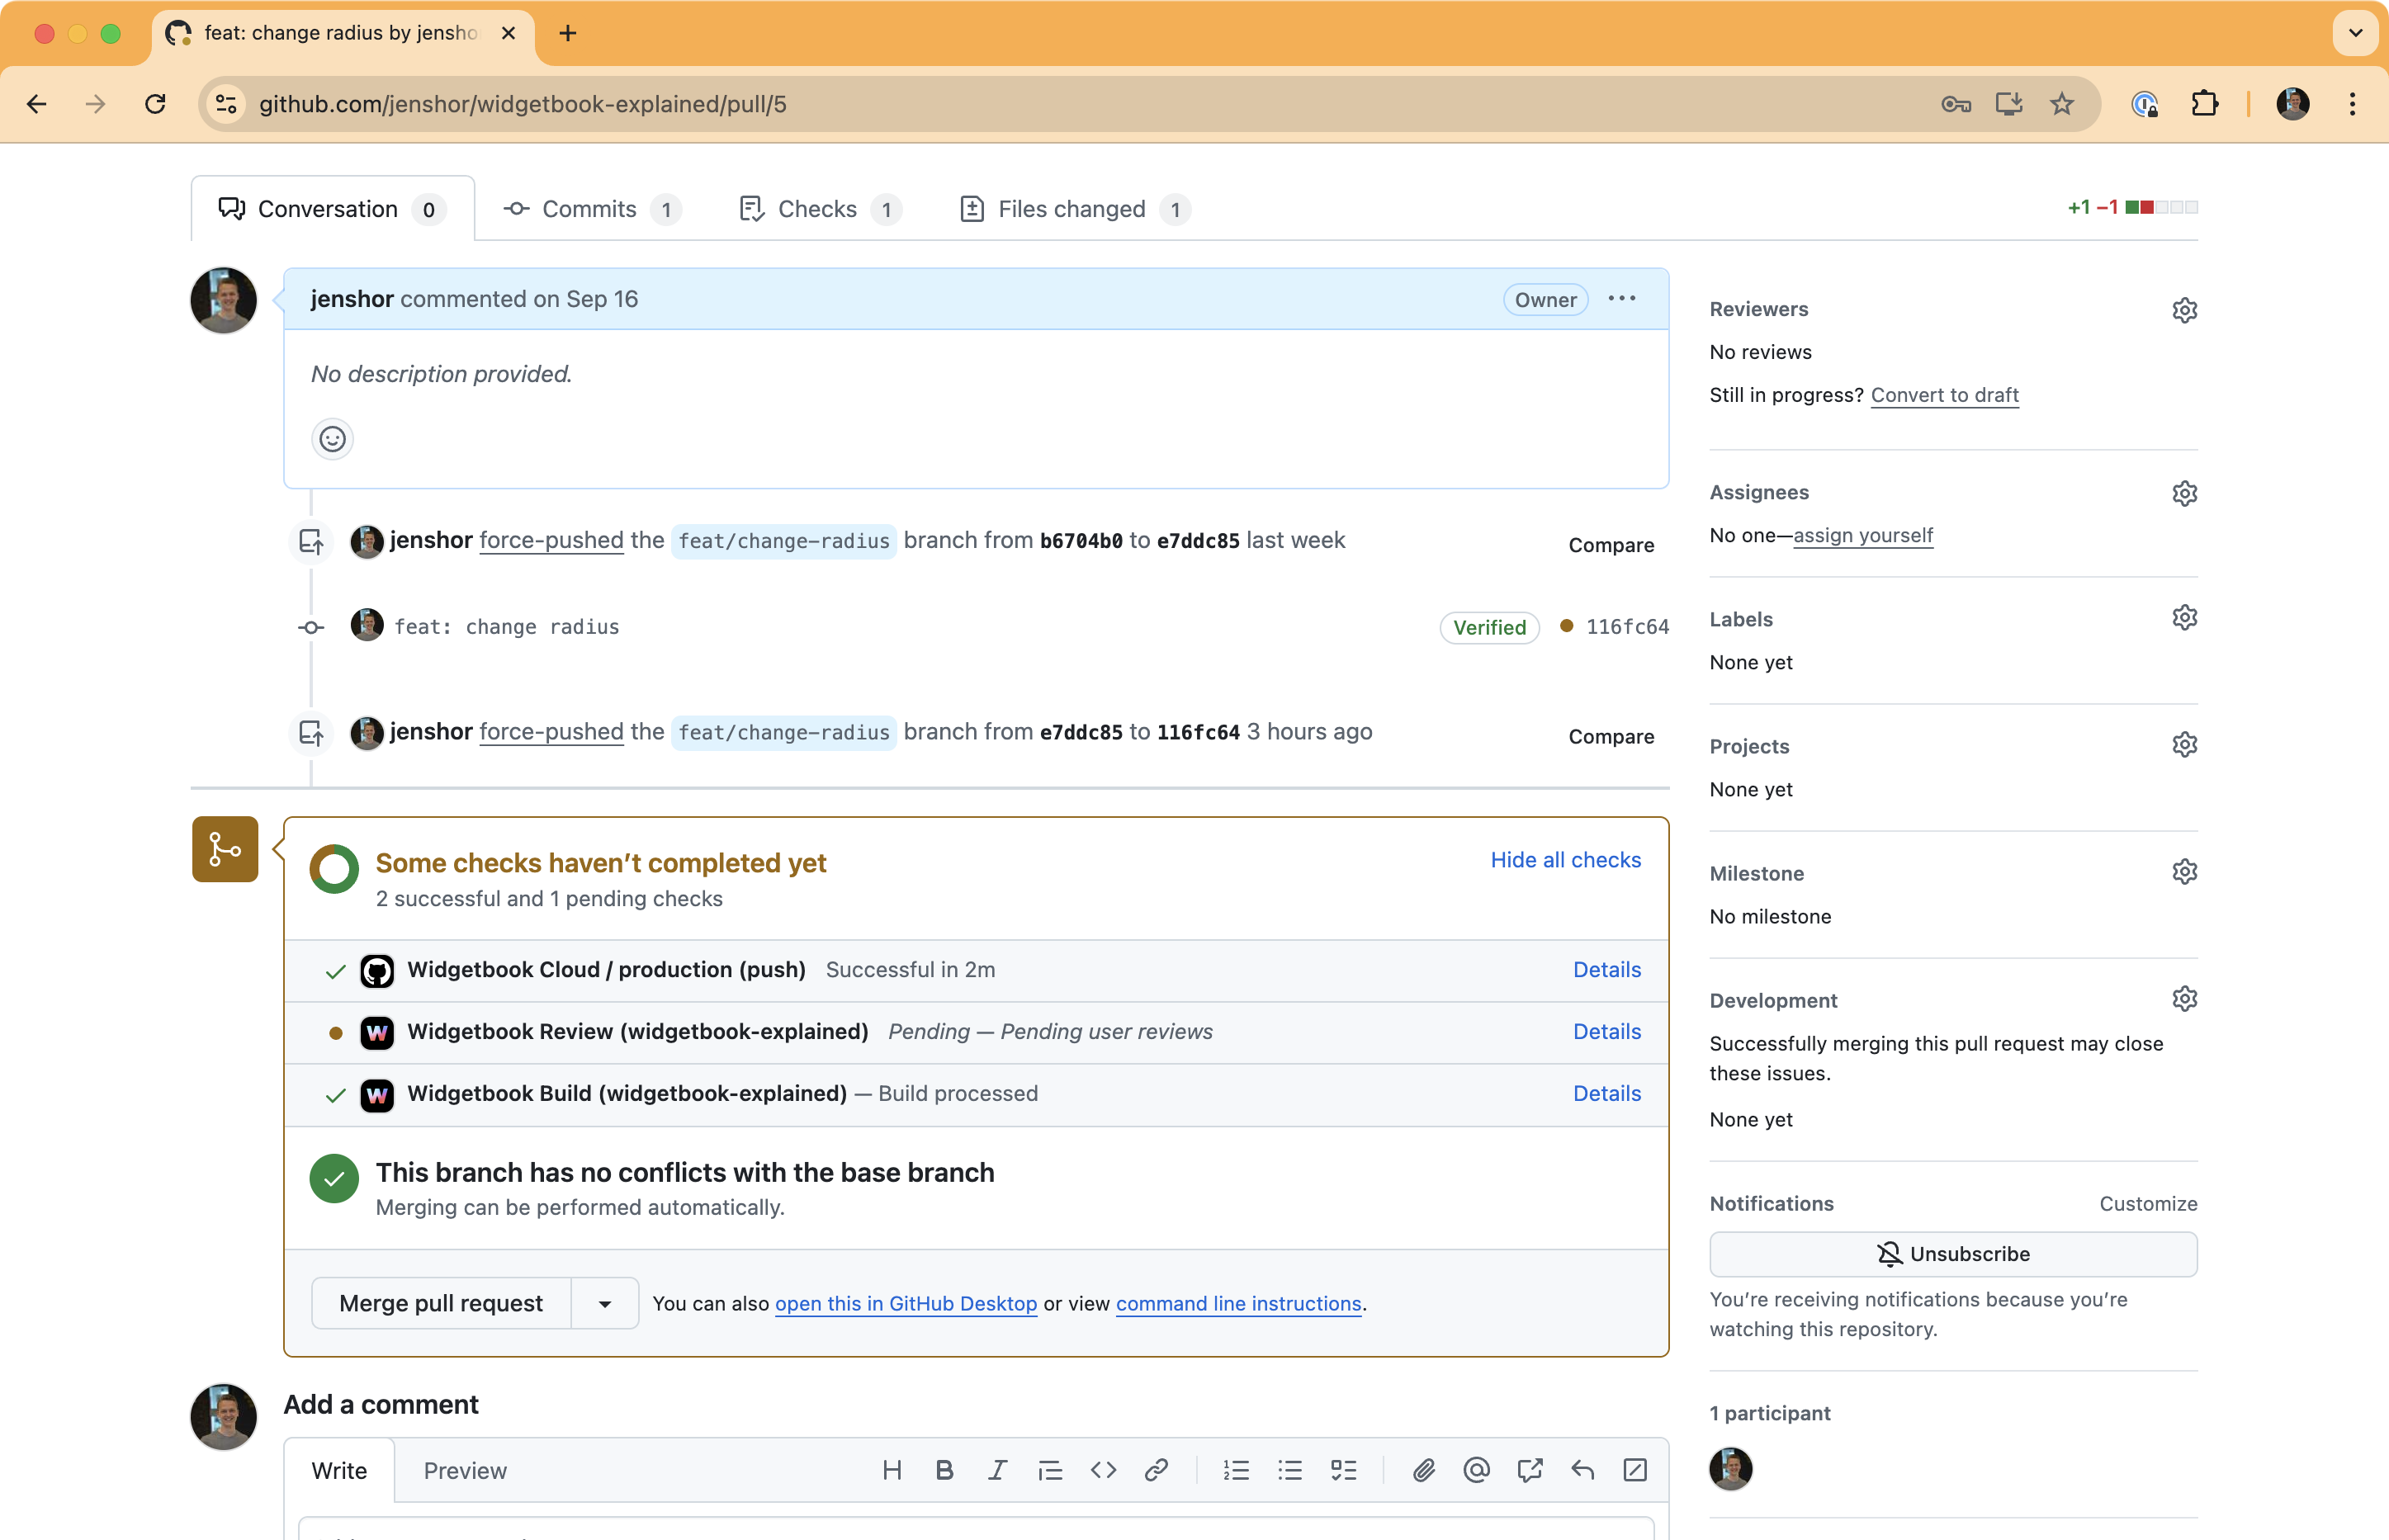 feat: change radius by jensho
github.com/jenshor/widgetbook-explained/pull/5
Conversation 0
Commits 1
Checks 1
Files changed 1
+1 −1
jenshor commented on Sep 16
Owner
No description provided.
jenshor force-pushed the feat/change-radius branch from b6704b0 to e7ddc85 last week
Compare
feat: change radius
Verified
116fc64
jenshor force-pushed the feat/change-radius branch from e7ddc85 to 116fc64 3 hours ago
Compare
Some checks haven’t completed yet
Hide all checks
2 successful and 1 pending checks
Widgetbook Cloud / production (push) Successful in 2m
Details
Widgetbook Review (widgetbook-explained) Pending — Pending user reviews
Details
Widgetbook Build (widgetbook-explained) — Build processed
Details
This branch has no conflicts with the base branch
Merging can be performed automatically.
Merge pull request
You can also open this in GitHub Desktop or view command line instructions.
Add a comment
Write
Preview
Reviewers
No reviews
Still in progress? Convert to draft
Assignees
No one—assign yourself
Labels
None yet
Projects
None yet
Milestone
No milestone
Development
Successfully merging this pull request may close
these issues.
None yet
Notifications
Customize
Unsubscribe
You’re receiving notifications because you’re
watching this repository.
1 participant